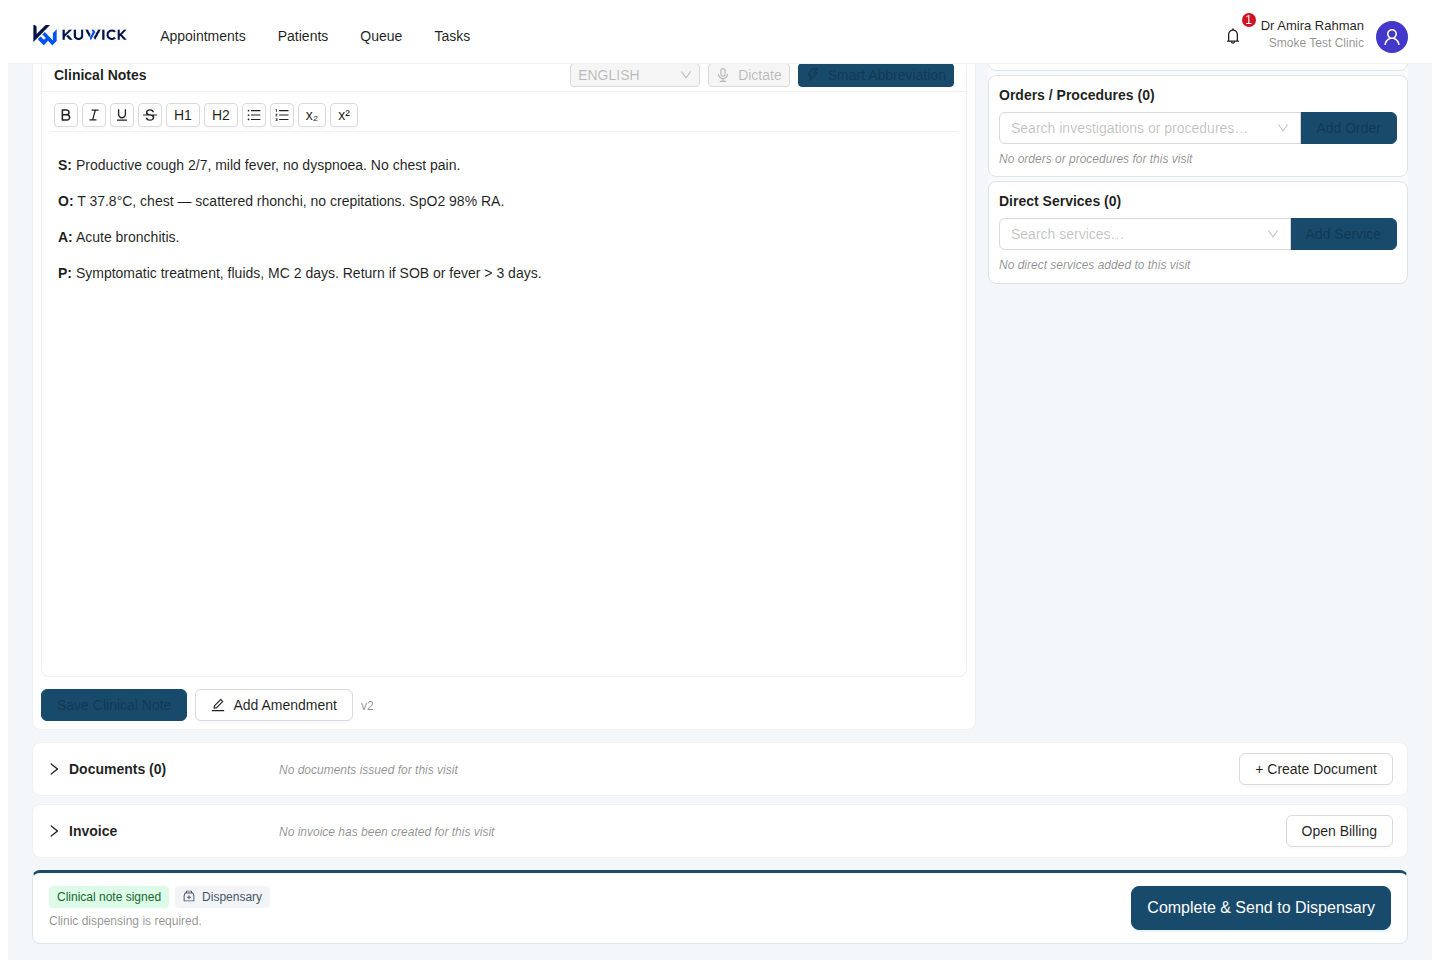 KUVVICK
Appointments
Patients
Queue
Tasks
1
Dr Amira Rahman
Smoke Test Clinic
Clinical Notes
ENGLISH
Dictate
Smart Abbreviation
B
I
U
S
H1
H2
x₂
x²
S: Productive cough 2/7, mild fever, no dyspnoea. No chest pain.
O: T 37.8°C, chest — scattered rhonchi, no crepitations. SpO2 98% RA.
A: Acute bronchitis.
P: Symptomatic treatment, fluids, MC 2 days. Return if SOB or fever > 3 days.
Save Clinical Note
Add Amendment
v2
Orders / Procedures (0)
Search investigations or procedures…
Add Order
No orders or procedures for this visit
Direct Services (0)
Search services…
Add Service
No direct services added to this visit
Documents (0)
No documents issued for this visit
+ Create Document
Invoice
No invoice has been created for this visit
Open Billing
Clinical note signed
Dispensary
Clinic dispensing is required.
Complete & Send to Dispensary